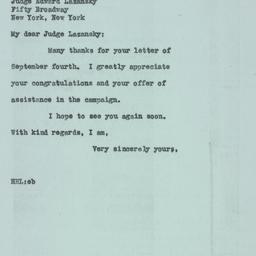 Judge Edward Lazansky
Fifty Broadway
New York, New York
My dear Judge Lazansky:
Many thanks for your letter of
September fourth. I greatly appreciate
your congratulations and your offer of
assistance in the campaign.
I hope to see you again soon.
With kind regards, I am,
Very sincerely yours,
HHL:eb